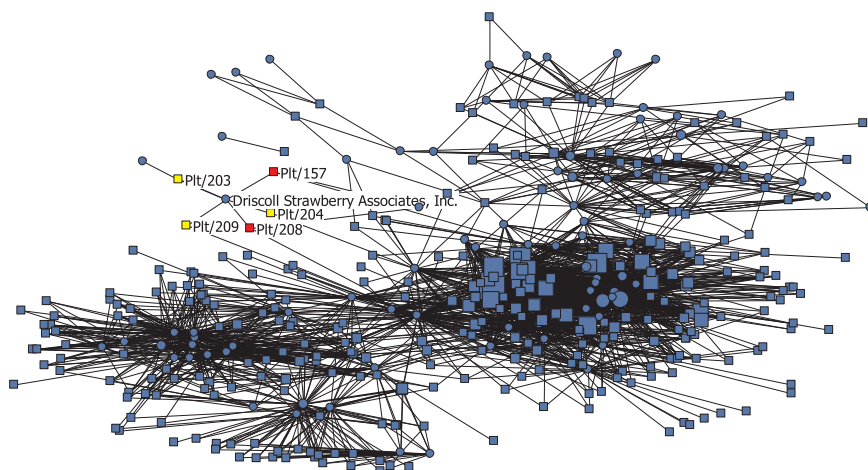 Plt/157
Plt/203
Driscoll Strawberry Associates, Inc.
Plt/204
Plt/209
Plt/208